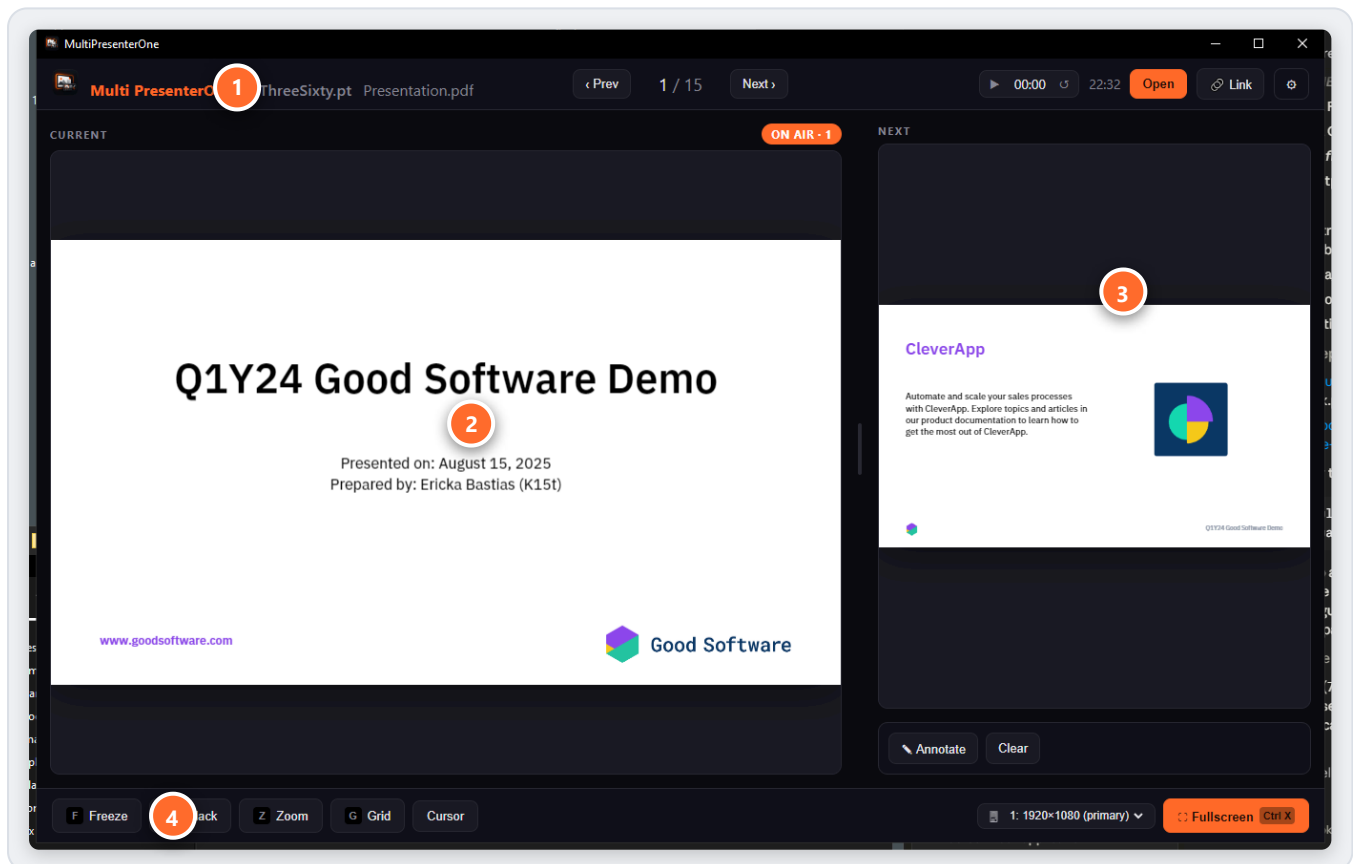 MultiPresenterOne
Multi PresenterO
1
ThreeSixty.pt Presentation.pdf
‹ Prev
1 / 15
Next ›
00:00
22:32
Open
Link
CURRENT
ON AIR · 1
NEXT
Q1Y24 Good Software Demo
2
Presented on: August 15, 2025
Prepared by: Ericka Bastias (K15t)
www.goodsoftware.com
Good Software
3
CleverApp
Automate and scale your sales processes
with CleverApp. Explore topics and articles in
our product documentation to learn how to
get the most out of CleverApp.
Q1Y24 Good Software Demo
Annotate
Clear
F Freeze
4
lack
Z Zoom
G Grid
Cursor
1: 1920×1080 (primary)
Fullscreen Ctrl X